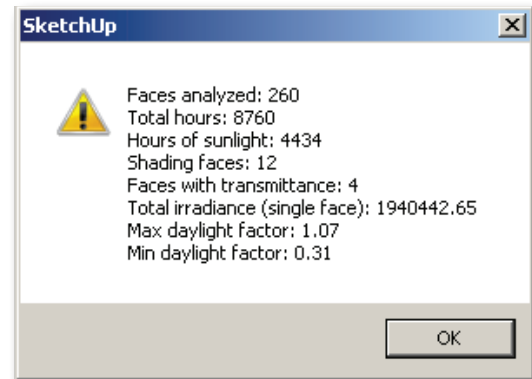 SketchUp
Faces analyzed: 260
Total hours: 8760
Hours of sunlight: 4434
Shading faces: 12
Faces with transmittance: 4
Total irradiance (single face): 1940442.65
Max daylight factor: 1.07
Min daylight factor: 0.31
OK